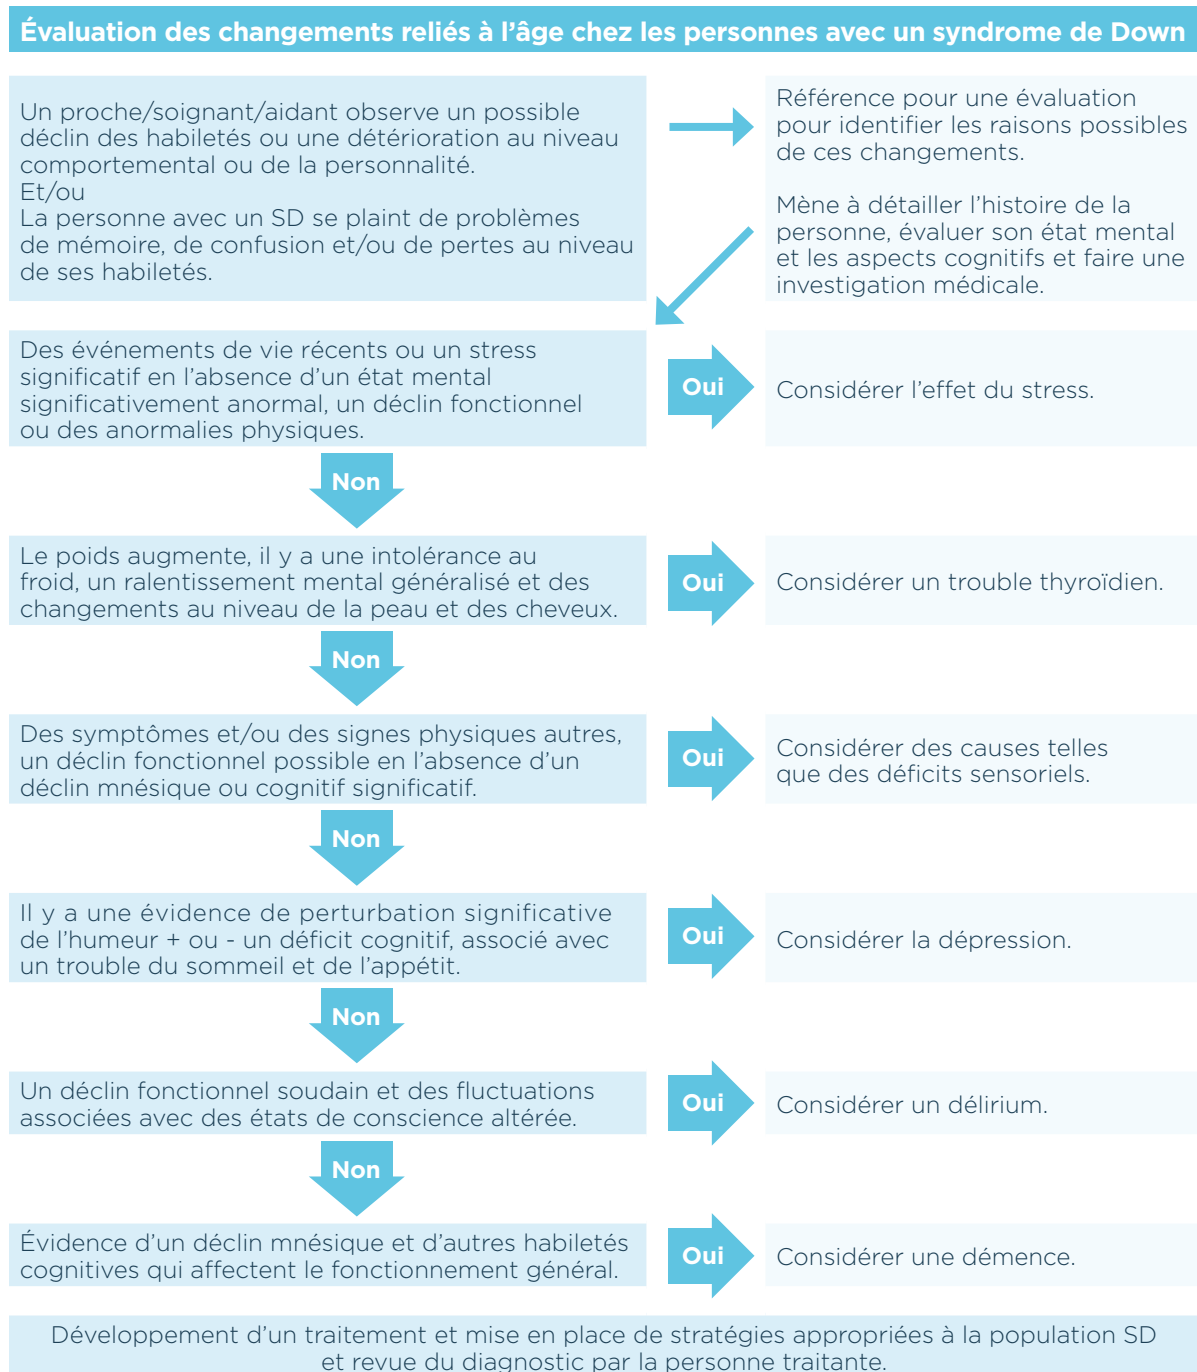 Évaluation des changements reliés à l'âge chez les personnes avec un syndrome de Down
Un proche/soignant/aidant observe un possible
déclin des habiletés ou une détérioration au niveau
comportemental ou de la personnalité.
Et/ou
La personne avec un SD se plaint de problèmes
de mémoire, de confusion et/ou de pertes au niveau
de ses habiletés.
Référence pour une évaluation
pour identifier les raisons possibles
de ces changements.
Mène à détailler l'histoire de la
personne, évaluer son état mental
et les aspects cognitifs et faire une
investigation médicale.
Des événements de vie récents ou un stress
significatif en l'absence d'un état mental
significativement anormal, un déclin fonctionnel
ou des anormalies physiques.
Oui
Considérer l'effet du stress.
Non
Le poids augmente, il y a une intolérance au
froid, un ralentissement mental généralisé et des
changements au niveau de la peau et des cheveux.
Oui
Considérer un trouble thyroïdien.
Non
Des symptômes et/ou des signes physiques autres,
un déclin fonctionnel possible en l'absence d'un
déclin mnésique ou cognitif significatif.
Oui
Considérer des causes telles
que des déficits sensoriels.
Non
Il y a une évidence de perturbation significative
de l'humeur + ou - un déficit cognitif, associé avec
un trouble du sommeil et de l'appétit.
Oui
Considérer la dépression.
Non
Un déclin fonctionnel soudain et des fluctuations
associées avec des états de conscience altérée.
Oui
Considérer un délirium.
Non
Évidence d'un déclin mnésique et d'autres habiletés
cognitives qui affectent le fonctionnement général.
Oui
Considérer une démence.
Développement d'un traitement et mise en place de stratégies appropriées à la population SD
et revue du diagnostic par la personne traitante.